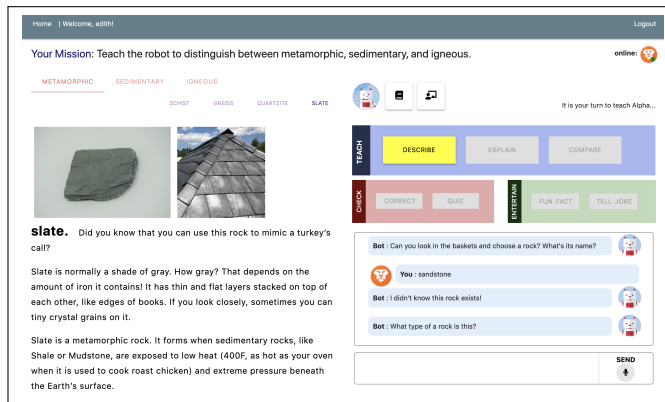 Home | Welcome, edith!
Logout
Your Mission: Teach the robot to distinguish between metamorphic, sedimentary, and igneous.
online:
METAMORPHIC SEDIMENTARY IGNEOUS
SCHIST GNEISS QUARTZITE SLATE
It is your turn to teach Alpha...
TEACH
DESCRIBE EXPLAIN COMPARE
CHECK
CORRECT QUIZ
ENTERTAIN
FUN FACT TELL JOKE
slate. Did you know that you can use this rock to mimic a turkey's
call?
Slate is normally a shade of gray. How gray? That depends on the
amount of iron it contains! It has thin and flat layers stacked on top of
each other, like edges of books. If you look closely, sometimes you can
tiny crystal grains on it.
Slate is a metamorphic rock. It forms when sedimentary rocks, like
Shale or Mudstone, are exposed to low heat (400F, as hot as your oven
when it is used to cook roast chicken) and extreme pressure beneath
the Earth's surface.
Bot : Can you look in the baskets and choose a rock? What's its name?
You : sandstone
Bot : I didn't know this rock exists!
Bot : What type of a rock is this?
SEND